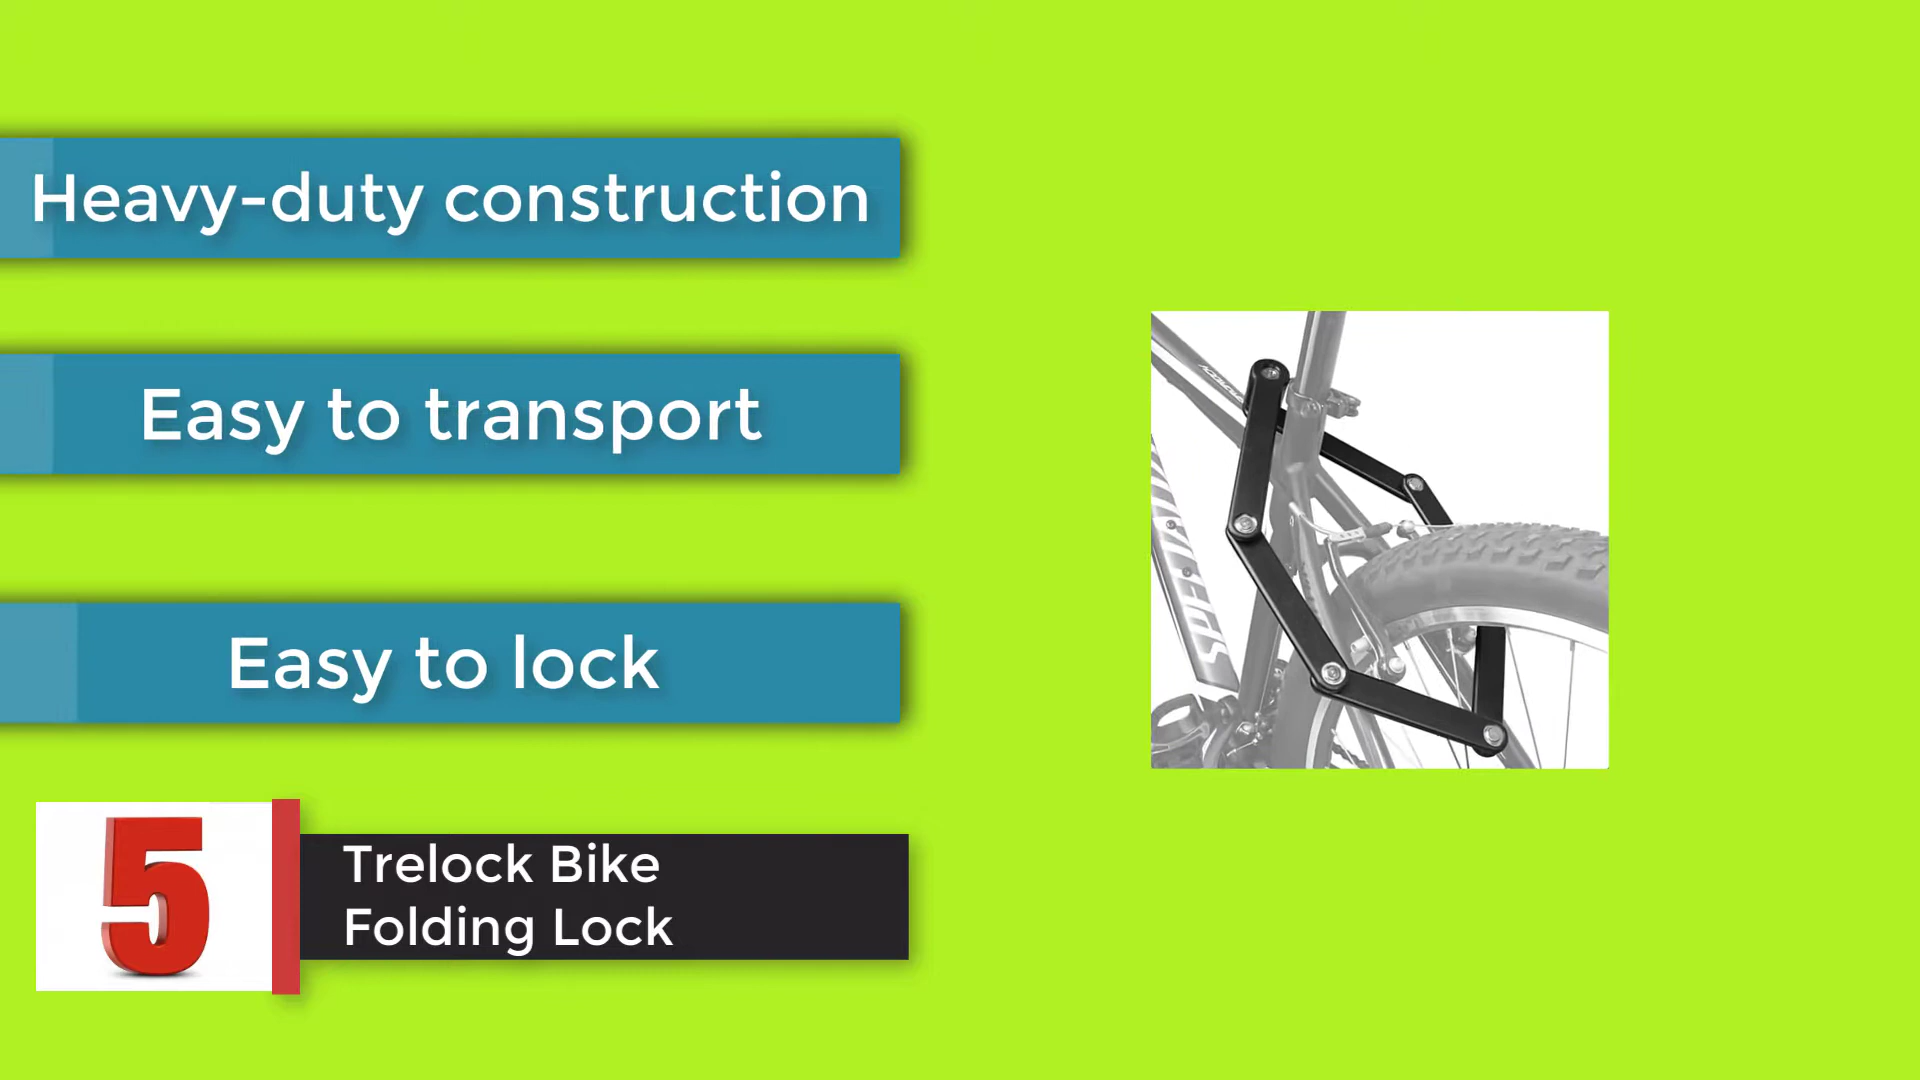 Heavy-duty construction
Easy to transport
Easy to lock
5
Trelock Bike
Folding Lock